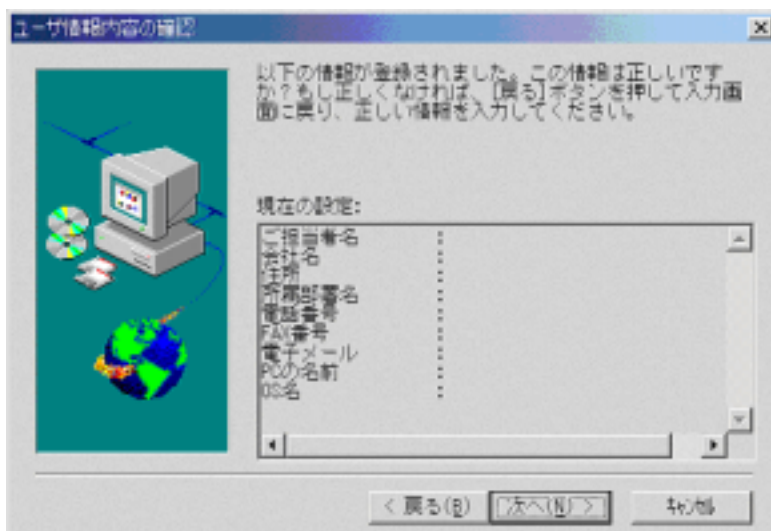 ユーザ情報内容の確認
以下の情報が登録されました。この情報は正しいです
か？もし正しくなければ、[戻る]ボタンを押して入力画
面に戻り、正しい情報を入力してください。
現在の設定:
ご担当者名 :
会社名 :
住所 :
所属部署名 :
電話番号 :
FAX番号 :
電子メール :
PCの名前 :
OS名 :
< 戻る(B)
次へ(N) >
キャンセル